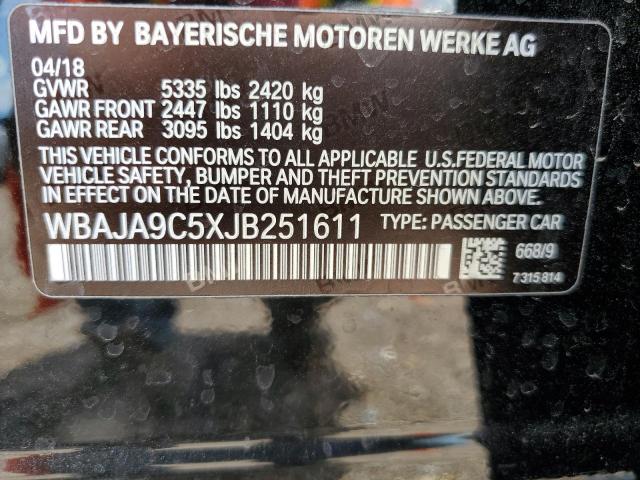 MFD BY BAYERISCHE MOTOREN WERKE AG
04/18
GVWR 5335 lbs 2420 kg
GAWR FRONT 2447 lbs 1110 kg
GAWR REAR 3095 lbs 1404 kg
THIS VEHICLE CONFORMS TO ALL APPLICABLE U.S.FEDERAL MOTOR
VEHICLE SAFETY, BUMPER AND THEFT PREVENTION STANDARDS
IN EFFECT ON THE DATE OF MANUFACTURE SHOWN ABOVE.
WBAJA9C5XJB251611 TYPE: PASSENGER CAR
668/9
7 315 814